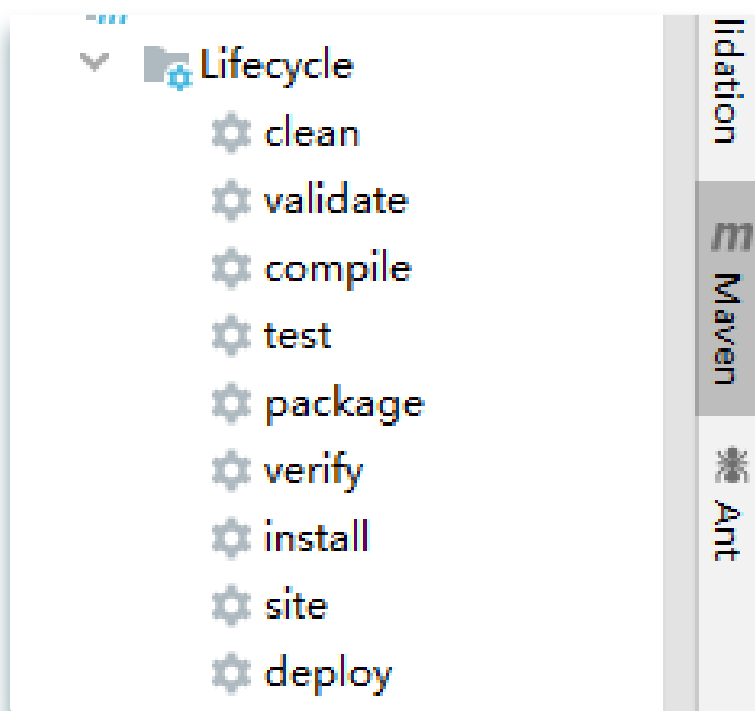 Lifecycle
clean
validate
compile
test
package
verify
install
site
deploy
lidation
Maven
Ant